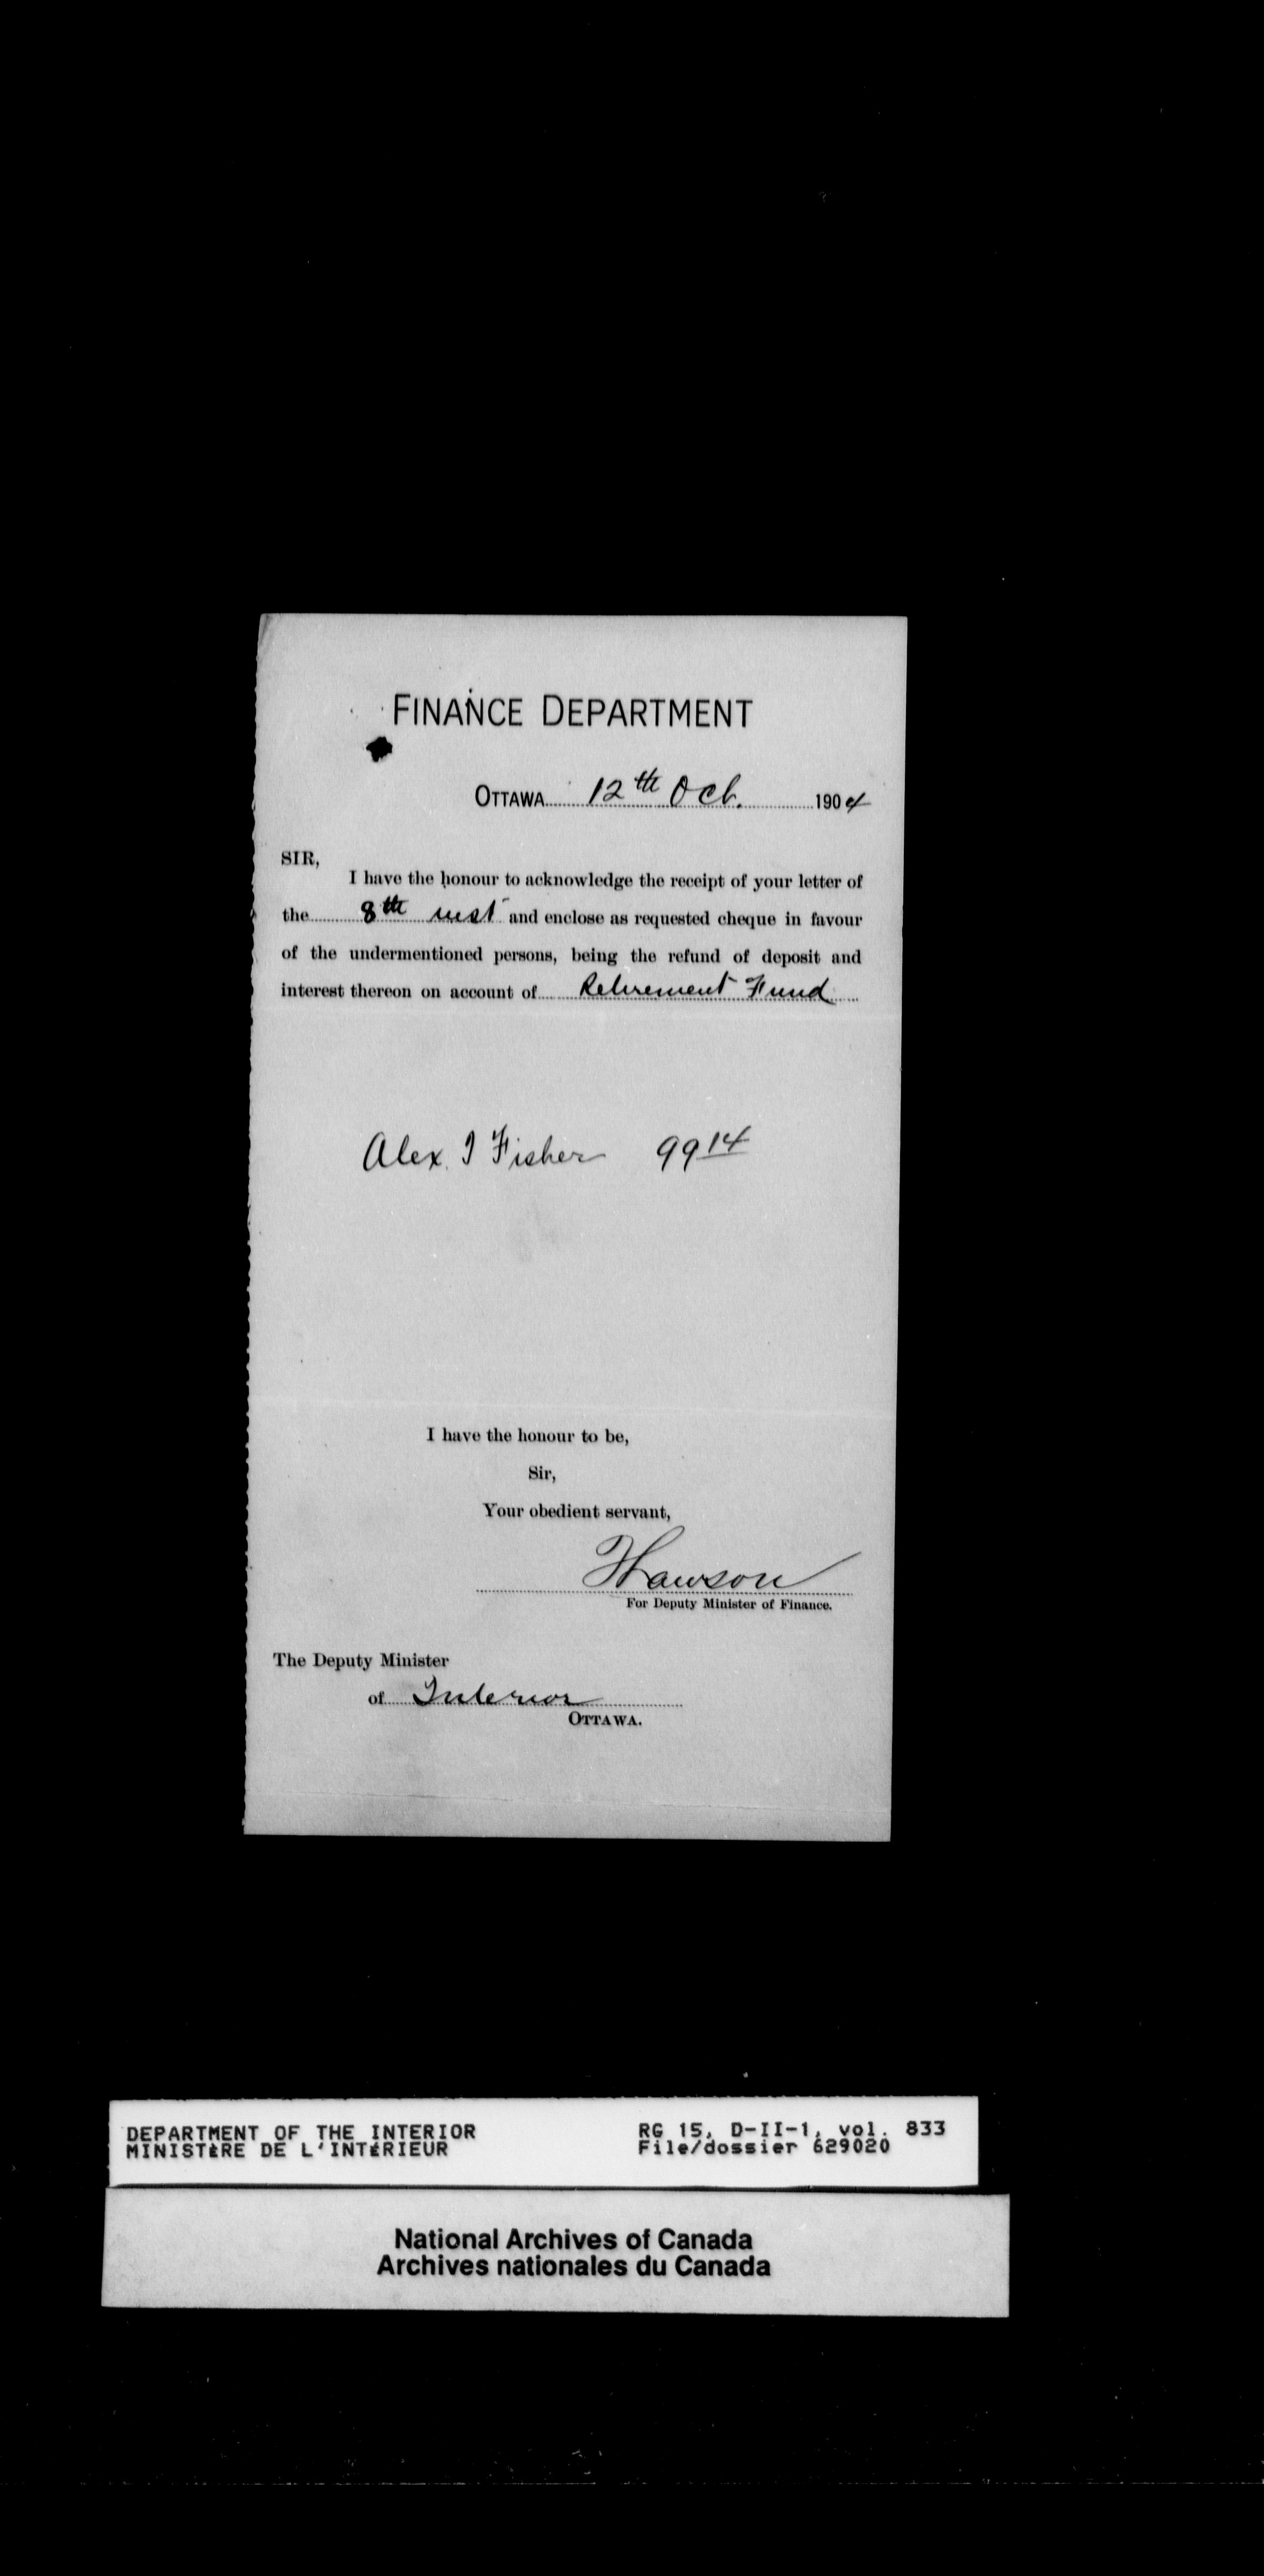 FINANCE DEPARTMENT
OTTAWA 12th Oct. 1904
SIR,
I have the honour to acknowledge the receipt of your letter of
the 8th inst and enclose as requested cheque in favour
of the undermentioned persons, being the refund of deposit and
interest thereon on account of Retirement Fund
Alex. I Fisher 99 14
I have the honour to be,
Sir,
Your obedient servant,
For Deputy Minister of Finance.
The Deputy Minister
of Interior
OTTAWA.
DEPARTMENT OF THE INTERIOR
MINISTÈRE DE L'INTÉRIEUR
RG 15, D-II-1, vol. 833
File/dossier 629020
National Archives of Canada
Archives nationales du Canada